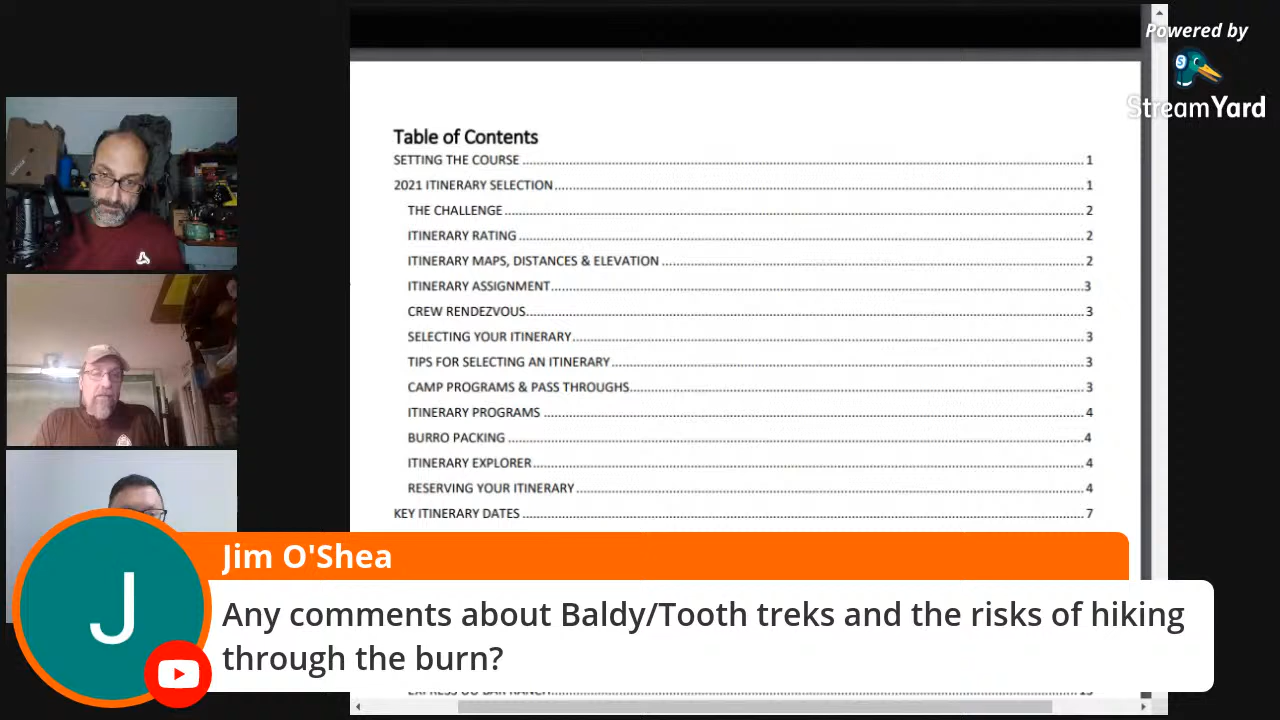 Powered by
StreamYard
Table of Contents
SETTING THE COURSE ........ 1
2021 ITINERARY SELECTION ........ 1
THE CHALLENGE ........ 2
ITINERARY RATING ........ 2
ITINERARY MAPS, DISTANCES & ELEVATION ........ 2
ITINERARY ASSIGNMENT ........ 3
CREW RENDEZVOUS ........ 3
SELECTING YOUR ITINERARY ........ 3
TIPS FOR SELECTING AN ITINERARY ........ 3
CAMP PROGRAMS & PASS THROUGHS ........ 3
ITINERARY PROGRAMS ........ 4
BURRO PACKING ........ 4
ITINERARY EXPLORER ........ 4
RESERVING YOUR ITINERARY ........ 4
KEY ITINERARY DATES ........ 7
J
Jim O'Shea
Any comments about Baldy/Tooth treks and the risks of hiking
through the burn?